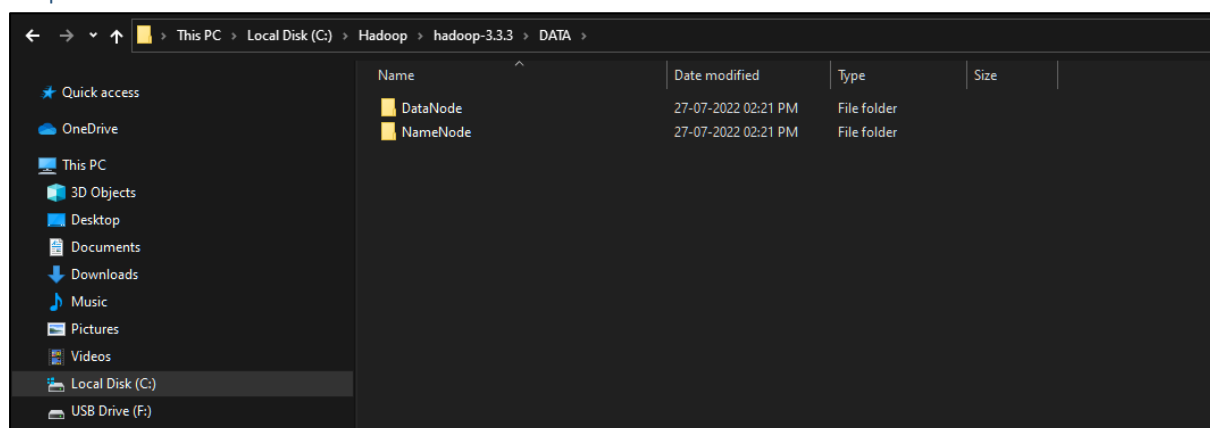 This PC > Local Disk (C:) > Hadoop > hadoop-3.3.3 > DATA >
Name Date modified Type Size
Quick access
DataNode 27-07-2022 02:21 PM File folder
OneDrive
NameNode 27-07-2022 02:21 PM File folder
This PC
3D Objects
Desktop
Documents
Downloads
Music
Pictures
Videos
Local Disk (C:)
USB Drive (F:)